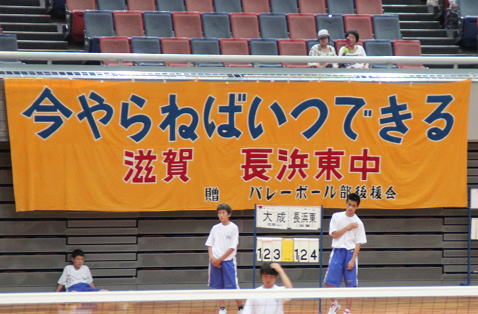 今やらねばいつできる
滋賀 長浜東中
贈 バレーボール部後援会
大成 長浜東
123 124